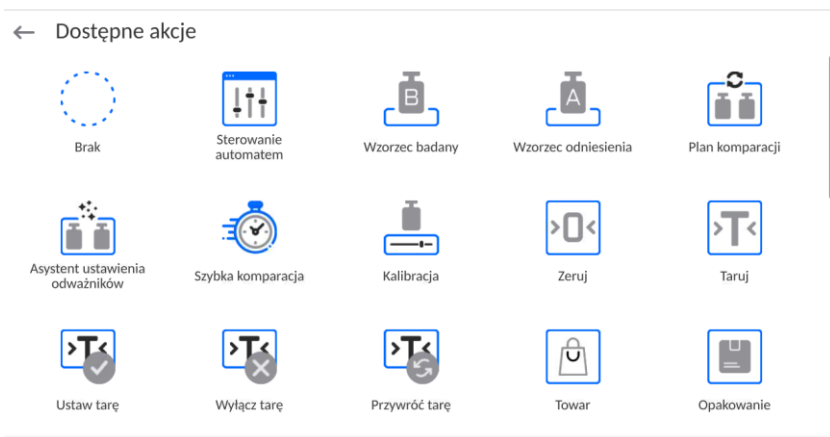 Dostępne akcje
Brak
Sterowanie
automatem
B
Wzorzec badany
A
Wzorzec odniesienia
Plan komparacji
Asystent ustawienia
odważników
Szybka komparacja
Kalibracja
>0<
Zeruj
>T<
Taruj
>T<
Ustaw tarę
>T<
Wyłącz tarę
>T<
Przywróć tarę
Towar
Opakowanie